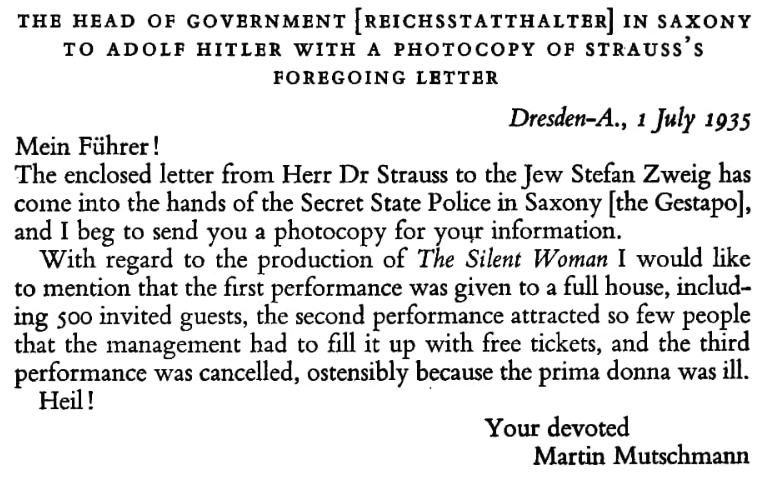 THE HEAD OF GOVERNMENT [REICHSSTATTHALTER] IN SAXONY
TO ADOLF HITLER WITH A PHOTOCOPY OF STRAUSS'S
FOREGOING LETTER
Dresden-A., 1 July 1935
Mein Führer!
The enclosed letter from Herr Dr Strauss to the Jew Stefan Zweig has
come into the hands of the Secret State Police in Saxony [the Gestapo],
and I beg to send you a photocopy for your information.
With regard to the production of The Silent Woman I would like
to mention that the first performance was given to a full house, includ-
ing 500 invited guests, the second performance attracted so few people
that the management had to fill it up with free tickets, and the third
performance was cancelled, ostensibly because the prima donna was ill.
Heil!
Your devoted
Martin Mutschmann